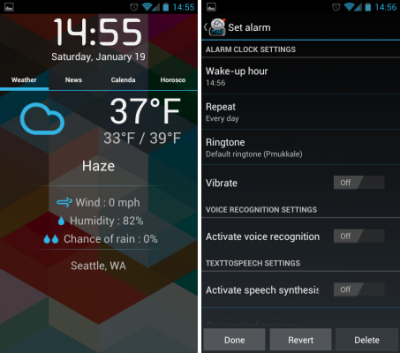 14:55
14:55
Saturday, January 19
Weather News Calenda Horosco
37°F
33°F / 39°F
Haze
Wind : 0 mph
Humidity : 82%
Chance of rain : 0%
Seattle, WA
14:56
Set alarm
ALARM CLOCK SETTINGS
Wake-up hour
14:56
Repeat
Every day
Ringtone
Default ringtone (Pmukkale)
Vibrate Off
VOICE RECOGNITION SETTINGS
Activate voice recognition Off
TEXTTOSPEECH SETTINGS
Activate speech synthesis Off
Done Revert Delete